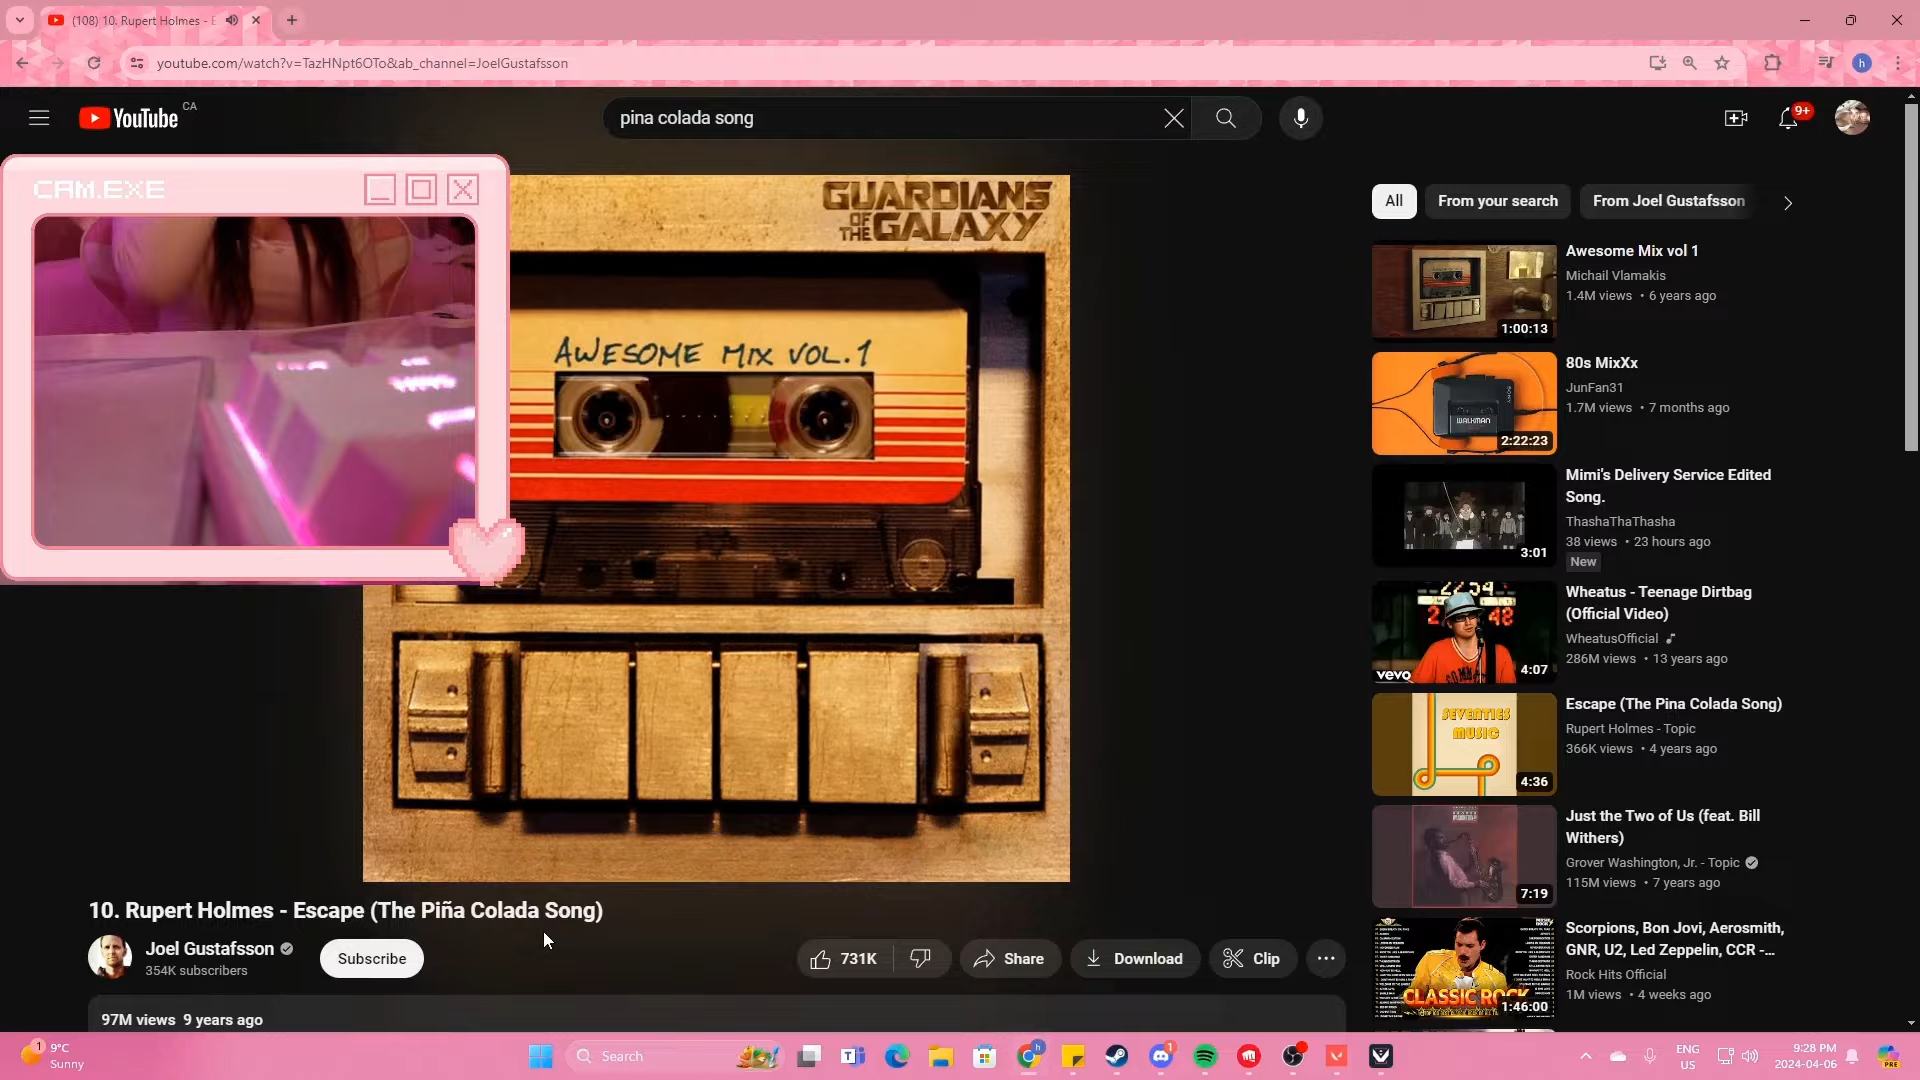 (108) 10. Rupert Holmes - E
youtube.com/watch?v=TazHNpt6OTo&ab_channel=JoelGustafsson
h
YouTube CA
pina colada song
9+
CAM.EXE
GUARDIANS
OF THE GALAXY
AWESOME MIX VOL.1
All
From your search
From Joel Gustafsson
Awesome Mix vol 1
Michail Vlamakis
1.4M views • 6 years ago
1:00:13
80s MixXx
JunFan31
1.7M views • 7 months ago
WALKMAN
2:22:23
Mimi's Delivery Service Edited
Song.
ThashaThaThasha
38 views • 23 hours ago
3:01
New
Wheatus - Teenage Dirtbag
(Official Video)
WheatusOfficial
286M views • 13 years ago
vevo
4:07
Escape (The Pina Colada Song)
Rupert Holmes - Topic
366K views • 4 years ago
SEVENTIES
MUSIC
4:36
Just the Two of Us (feat. Bill
Withers)
Grover Washington, Jr. - Topic
115M views • 7 years ago
7:19
Scorpions, Bon Jovi, Aerosmith,
GNR, U2, Led Zeppelin, CCR -...
Rock Hits Official
1M views • 4 weeks ago
CLASSIC ROCK
1:46:00
10. Rupert Holmes - Escape (The Piña Colada Song)
Joel Gustafsson
354K subscribers
Subscribe
731K
Share
Download
Clip
97M views 9 years ago
1
9°C
Sunny
Search
h
1
ENG
US
9:28 PM
2024-04-06
PRE